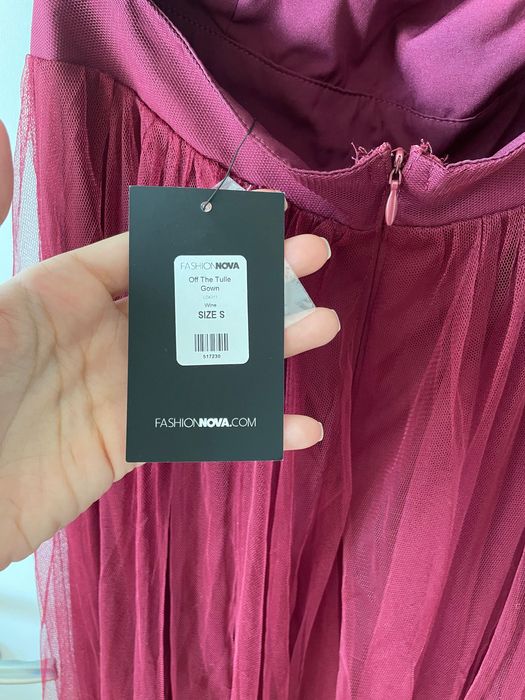 FASHIONNOVA
Off The Tulle
Gown
Wine
SIZE S
517230
FASHIONNOVA.COM